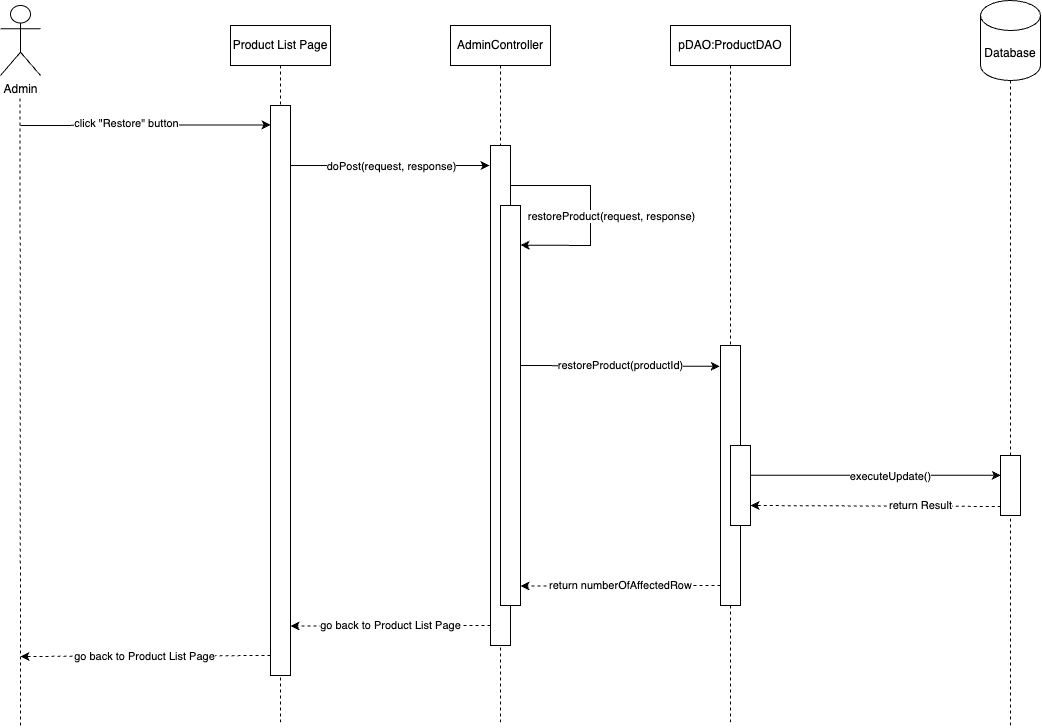 Product List Page
AdminController
pDAO:ProductDAO
Database
Admin
click "Restore" button
doPost(request, response)
restoreProduct(request, response)
restoreProduct(productId)
executeUpdate()
return Result
return numberOfAffectedRow
go back to Product List Page
go back to Product List Page